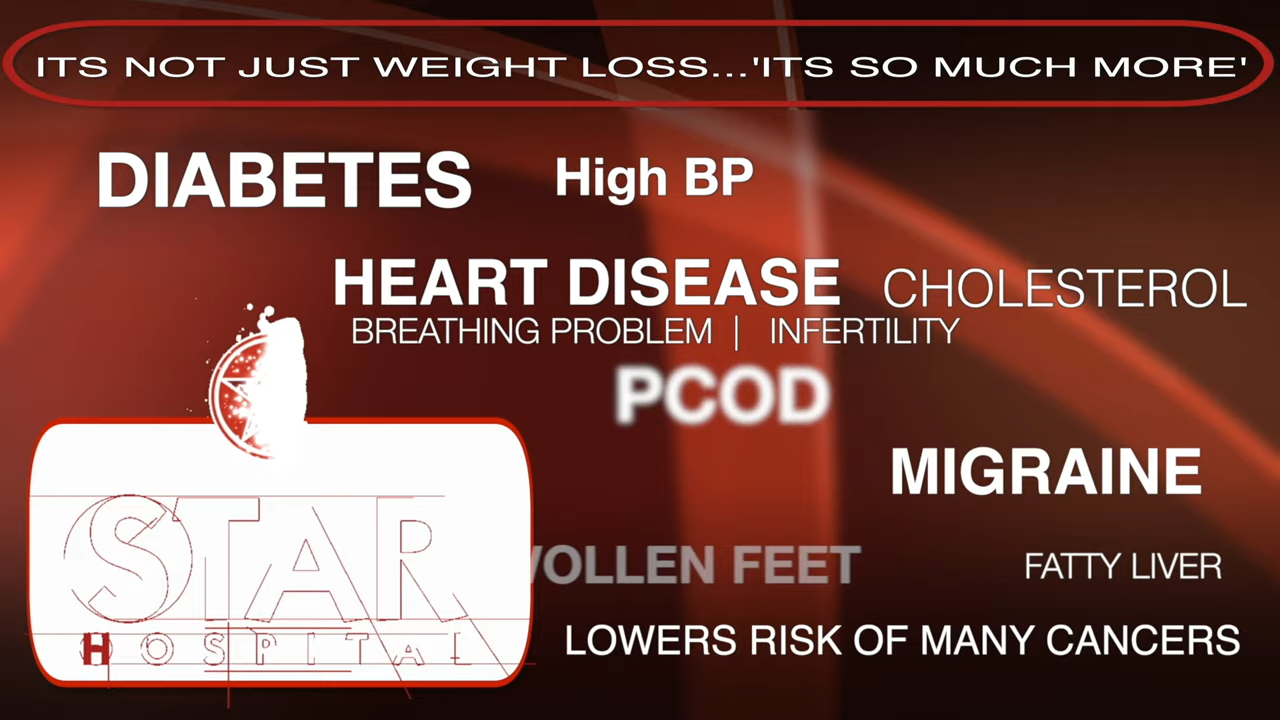 ITS NOT JUST WEIGHT LOSS...'ITS SO MUCH MORE'
DIABETES High BP
HEART DISEASE CHOLESTEROL
BREATHING PROBLEM | INFERTILITY
PCOD
MIGRAINE
FEET FATTY LIVER
LOWERS RISK OF MANY CANCERS
STAR
HOSPITAL